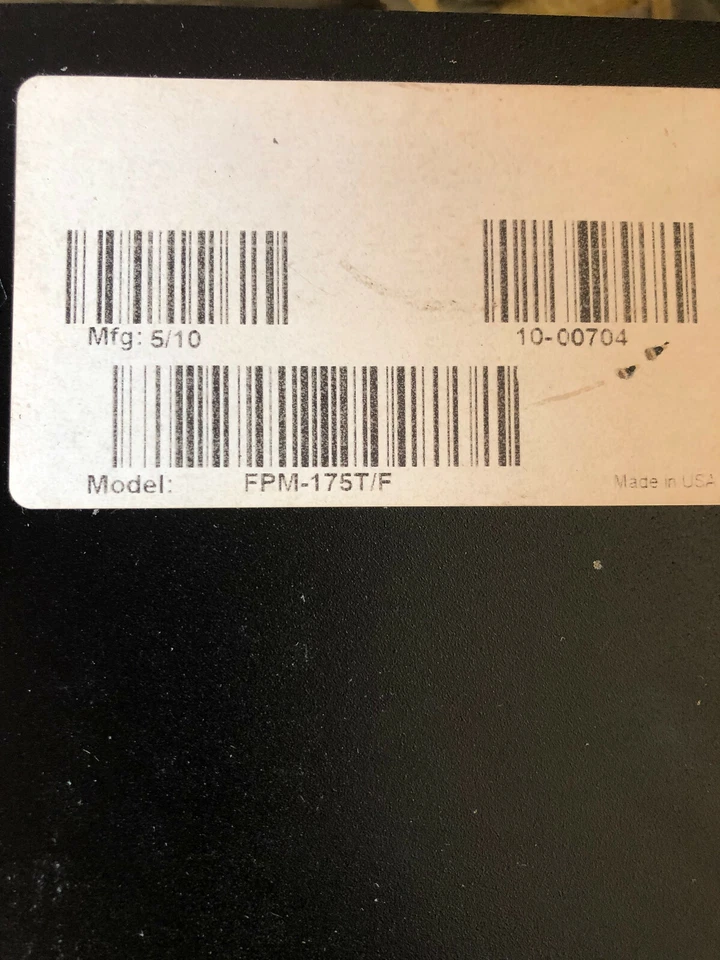 Mfg: 5/10
10-00704
Model: FPM-175T/F
Made in USA